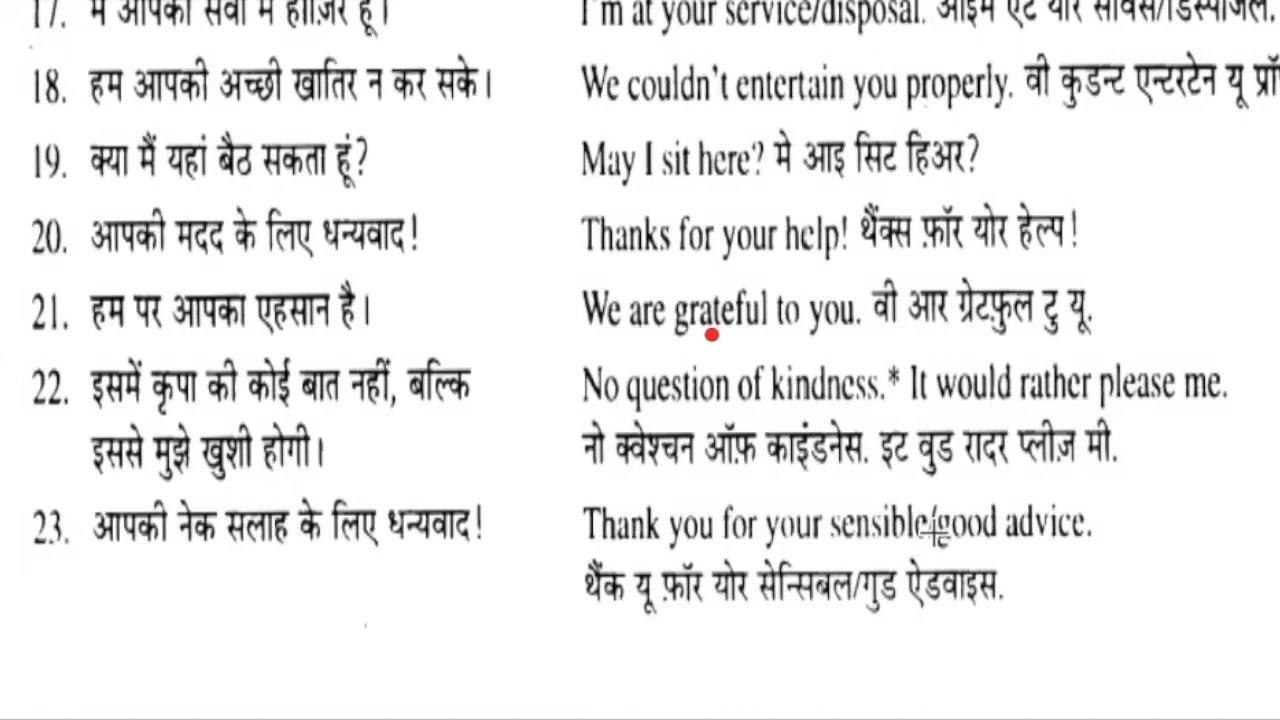 17. मैं आपकी सेवा में हाज़िर हूं। I'm at your service/disposal. आइम ऐट योर सर्विस/डिस्पोज़ल.
18. हम आपकी अच्छी खातिर न कर सके। We couldn't entertain you properly. वी कुडन्ट एन्टरटेन यू
19. क्या मैं यहां बैठ सकता हूं? May I sit here? मे आइ सिट हिअर?
20. आपकी मदद के लिए धन्यवाद! Thanks for your help! थैंक्स फ़ॉर योर हेल्प!
21. हम पर आपका एहसान है। We are grateful to you. वी आर ग्रेटफ़ुल टु यू.
22. इसमें कृपा की कोई बात नहीं, बल्कि No question of kindness.* It would rather please me.
इससे मुझे खुशी होगी। नो क्वेश्चन ऑफ़ काइंडनेस. इट वुड रादर प्लीज़ मी.
23. आपकी नेक सलाह के लिए धन्यवाद! Thank you for your sensible/good advice.
थैंक यू फ़ॉर योर सेन्सिबल/गुड ऐडवाइस.